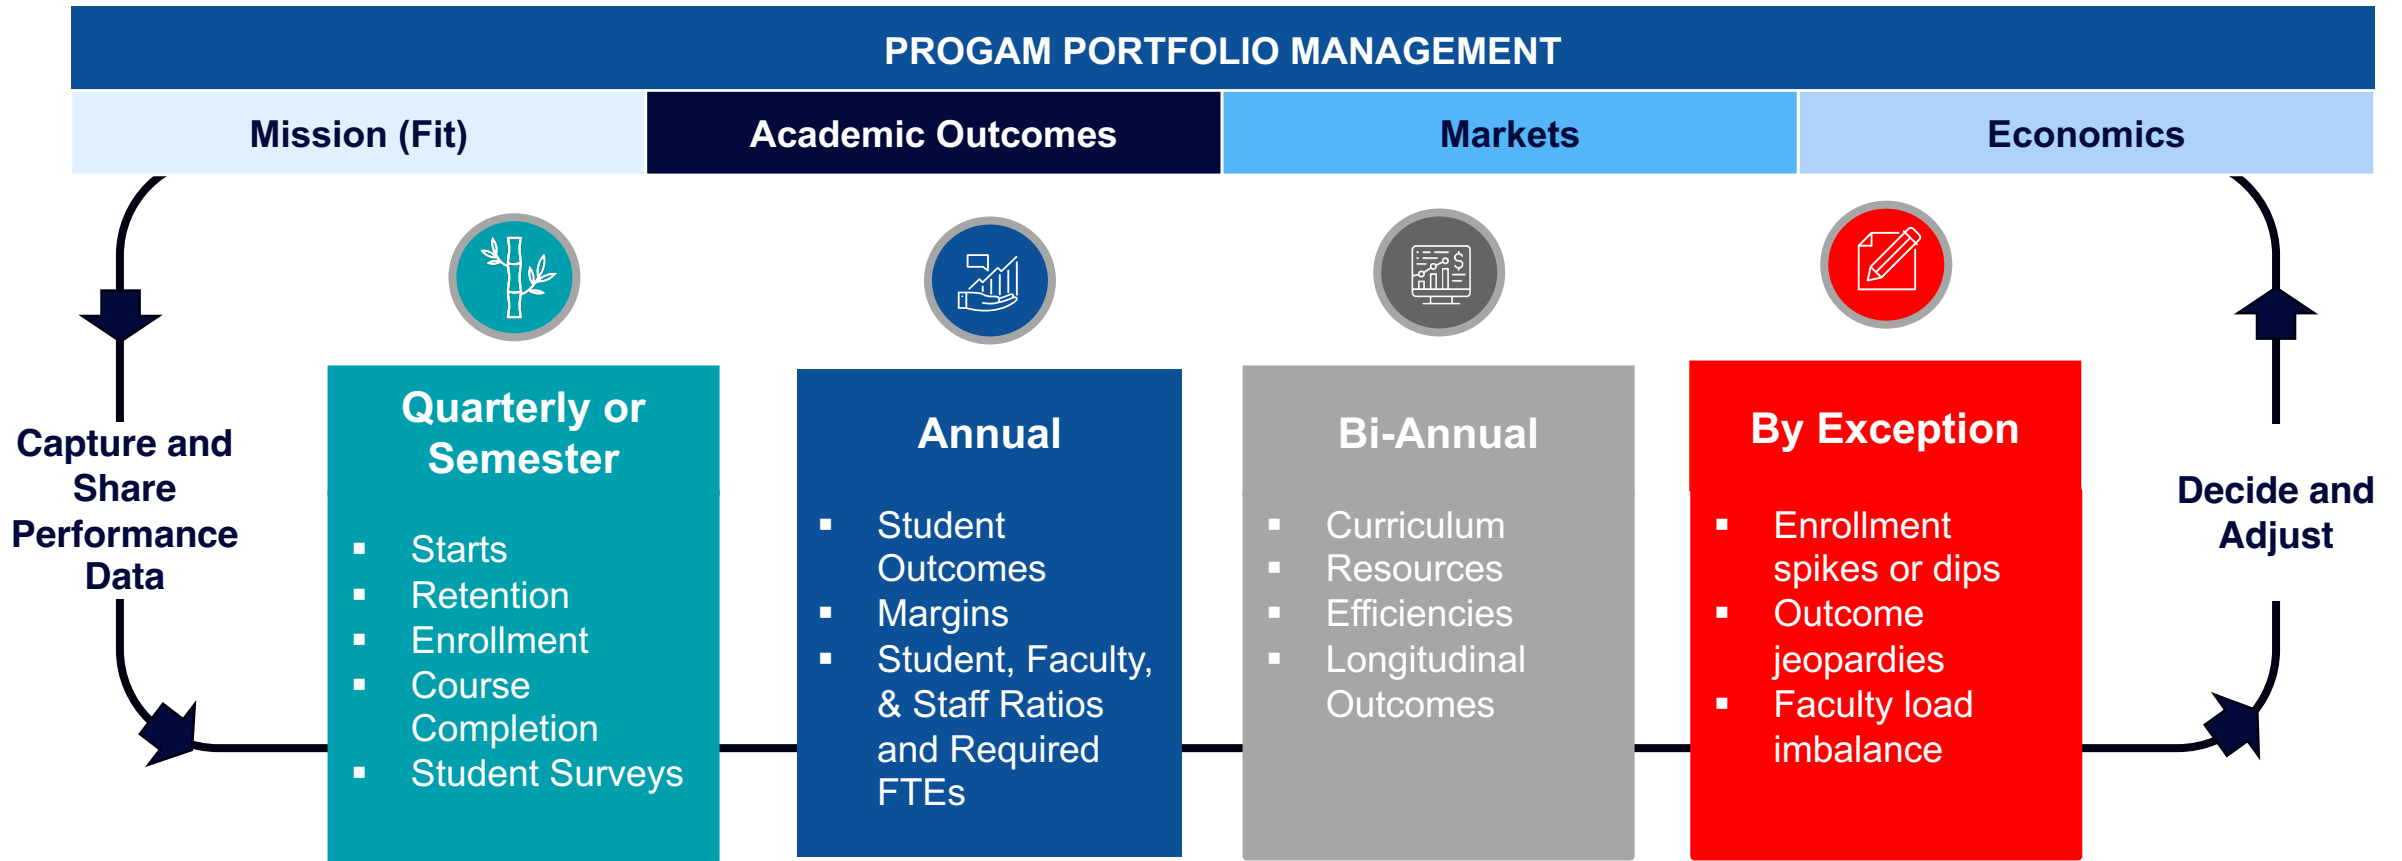 PROGAM PORTFOLIO MANAGEMENT
Mission (Fit)
Academic Outcomes
Markets
Economics
Capture and
Share
Performance
Data
Quarterly or
Semester
▪ Starts
▪ Retention
▪ Enrollment
▪ Course
Completion
▪ Student Surveys
Annual
▪ Student
Outcomes
▪ Margins
▪ Student, Faculty,
& Staff Ratios
and Required
FTEs
Bi-Annual
▪ Curriculum
▪ Resources
▪ Efficiencies
▪ Longitudinal
Outcomes
By Exception
▪ Enrollment
spikes or dips
▪ Outcome
jeopardies
▪ Faculty load
imbalance
Decide and
Adjust